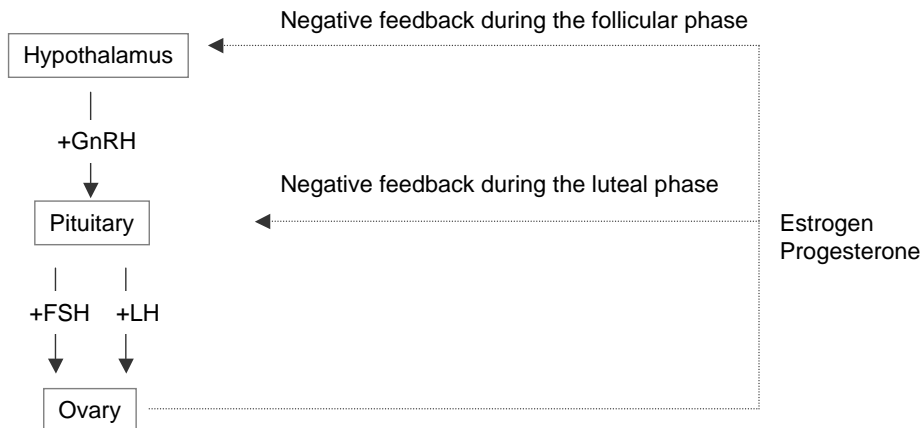 Negative feedback during the follicular phase
Hypothalamus
+GnRH
Negative feedback during the luteal phase
Pituitary
Estrogen
Progesterone
+FSH +LH
Ovary